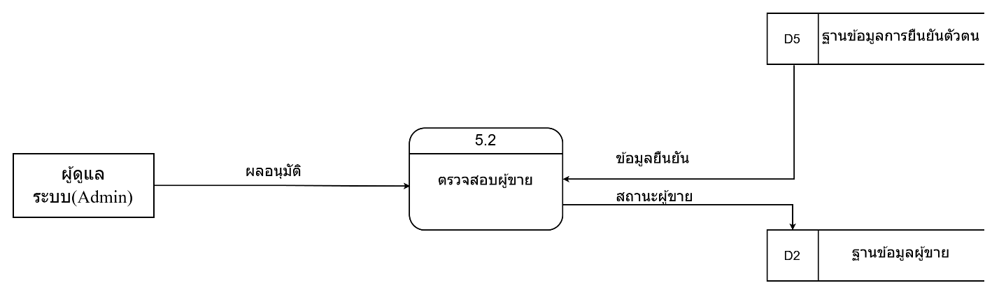 D5
ฐานข้อมูลการยืนยันตัวตน
5.2
ตรวจสอบผู้ขาย
ผู้ดูแล
ระบบ(Admin)
ผลอนุมัติ
ข้อมูลยืนยัน
สถานะผู้ขาย
D2
ฐานข้อมูลผู้ขาย